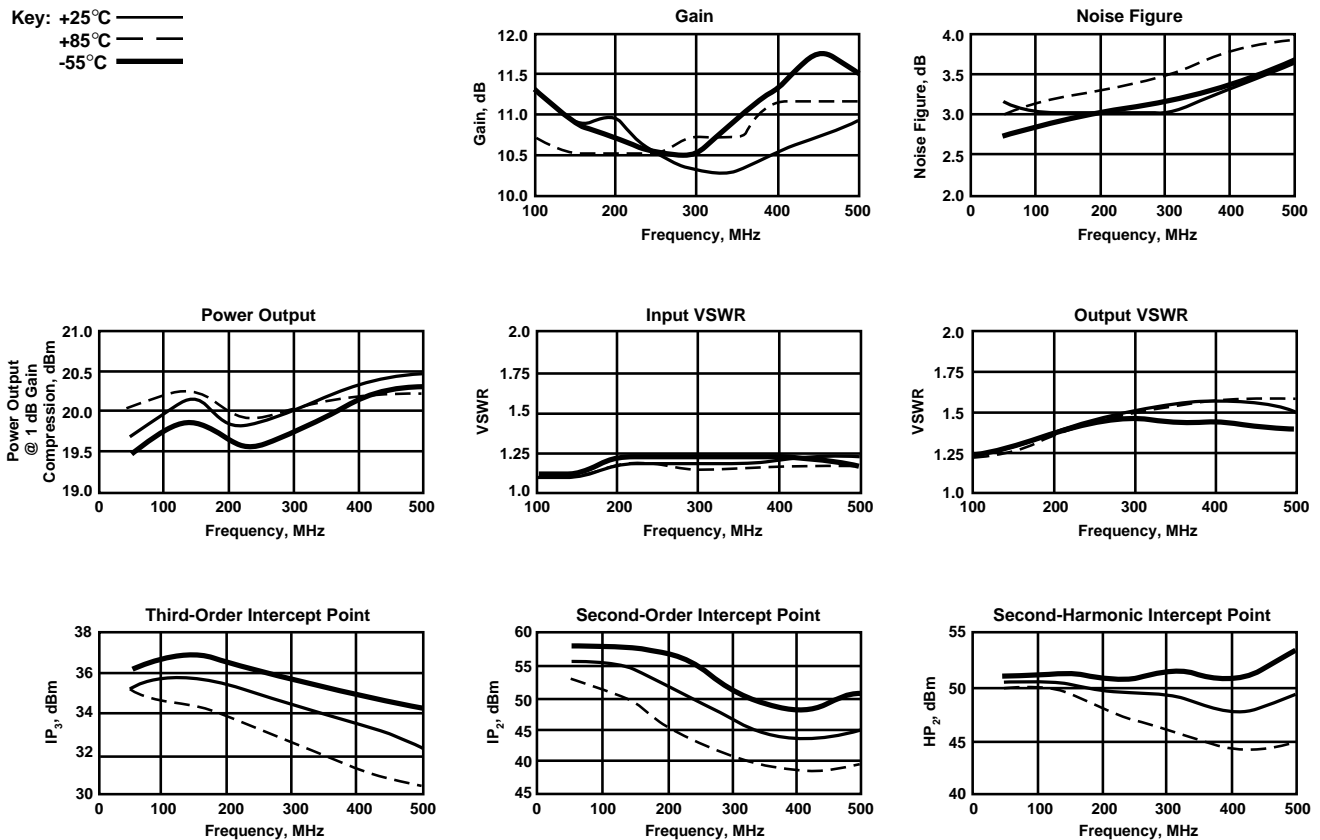 Key: +25°C
+85°C
-55°C
Gain
12.0
11.5
11.0
10.5
10.0
Gain, dB
100 200 300 400 500
Frequency, MHz
Noise Figure
4.0
3.5
3.0
2.5
2.0
Noise Figure, dB
0 100 200 300 400 500
Frequency, MHz
Power Output
21.0
20.5
20.0
19.5
19.0
Power Output
@ 1 dB Gain
Compression, dBm
0 100 200 300 400 500
Frequency, MHz
Input VSWR
2.0
1.75
1.5
1.25
1.0
VSWR
100 200 300 400 500
Frequency, MHz
Output VSWR
2.0
1.75
1.5
1.25
1.0
VSWR
100 200 300 400 500
Frequency, MHz
Third-Order Intercept Point
38
36
34
32
30
IP3, dBm
0 100 200 300 400 500
Frequency, MHz
Second-Order Intercept Point
60
55
50
45
40
45
IP2, dBm
0 100 200 300 400 500
Frequency, MHz
Second-Harmonic Intercept Point
55
50
45
40
HP2, dBm
0 100 200 300 400 500
Frequency, MHz